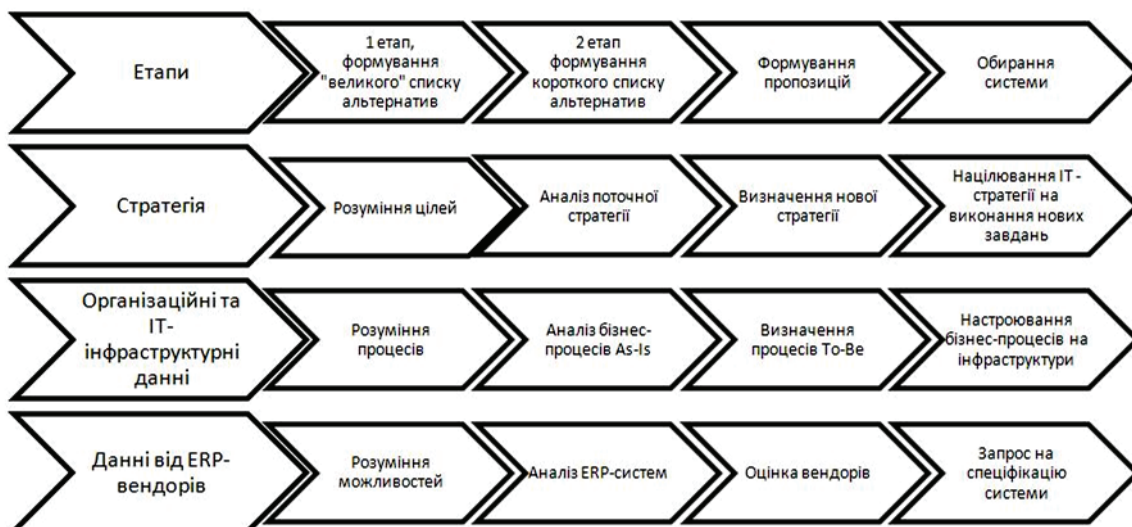 Етапи
1 етап,
формування
"великого" списку
альтернатив
2 етап
формування
короткого списку
альтернатив
Формування
пропозицій
Обирання
системи
Стратегія
Розуміння цілей
Аналіз поточної
стратегії
Визначення нової
стратегії
Націлювання ІТ -
стратегії на
виконання нових
завдань
Організаційні та
ІТ-
інфраструктурні
данні
Розуміння
процесів
Аналіз бізнес-
процесів As-Is
Визначення
процесів To-Be
Настроювання
бізнес-процесів на
інфраструктури
Данні від ERP-
вендорів
Розуміння
можливостей
Аналіз ERP-систем
Оцінка вендорів
Запрос на
специфікацію
системи